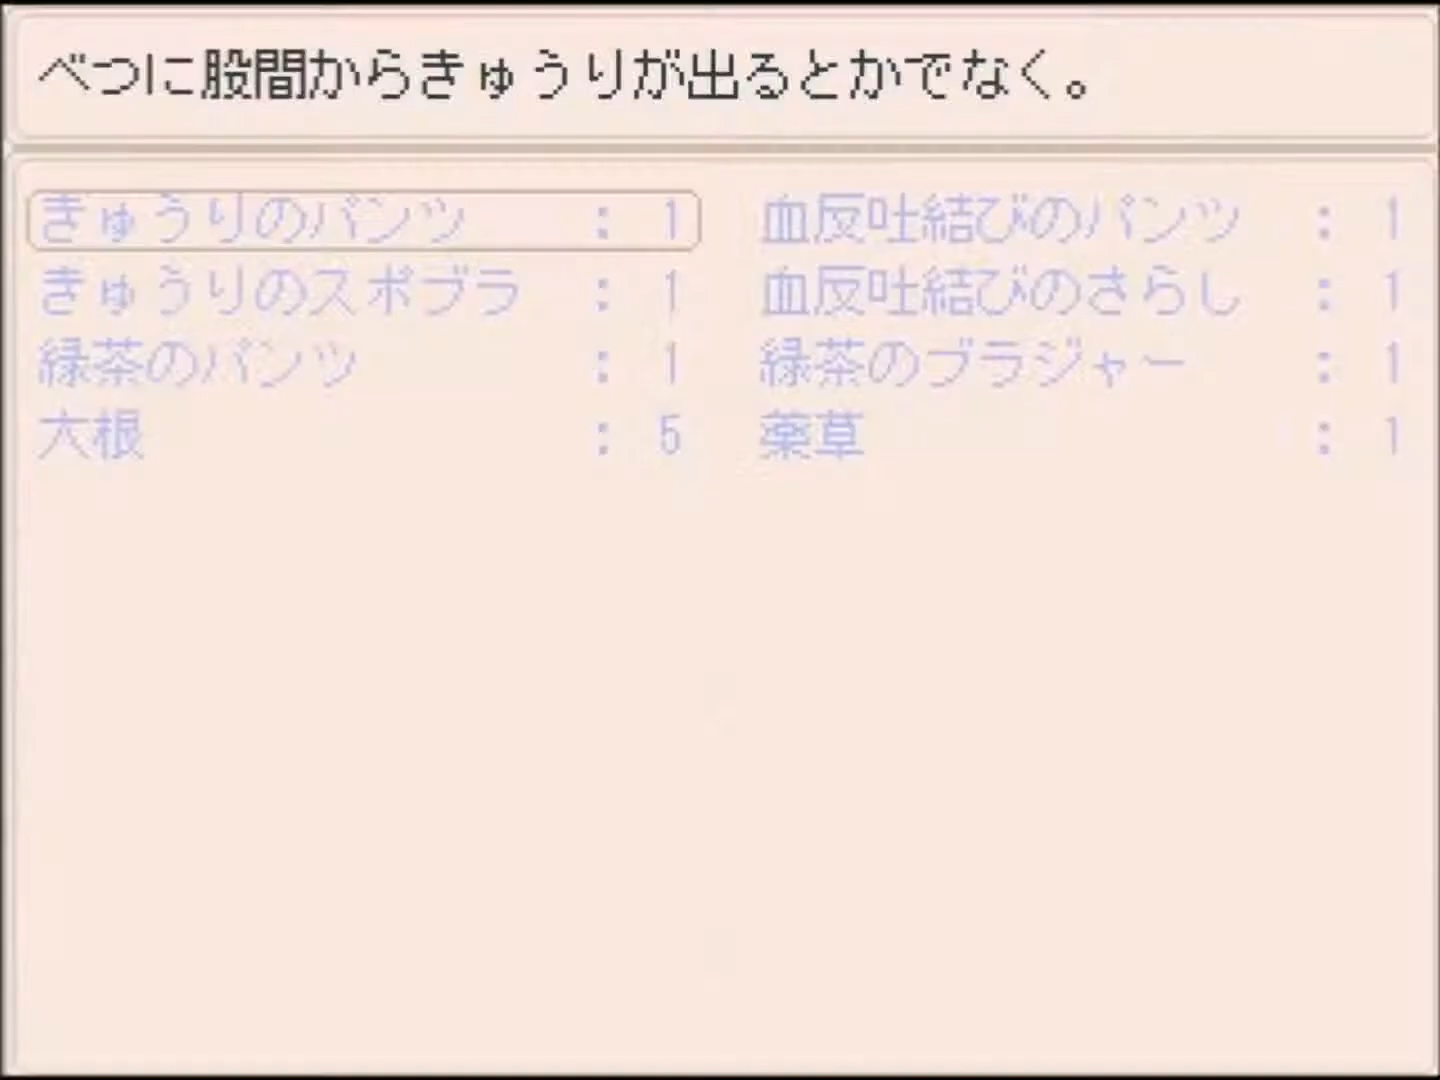 べつに股間からきゅうりが出るとかでなく。
きゅうりのパンツ : 1 血反吐結びのパンツ : 1
きゅうりのスポブラ : 1 血反吐結びのさらし : 1
緑茶のパンツ : 1 緑茶のブラジャー : 1
大根 : 5 薬草 : 1